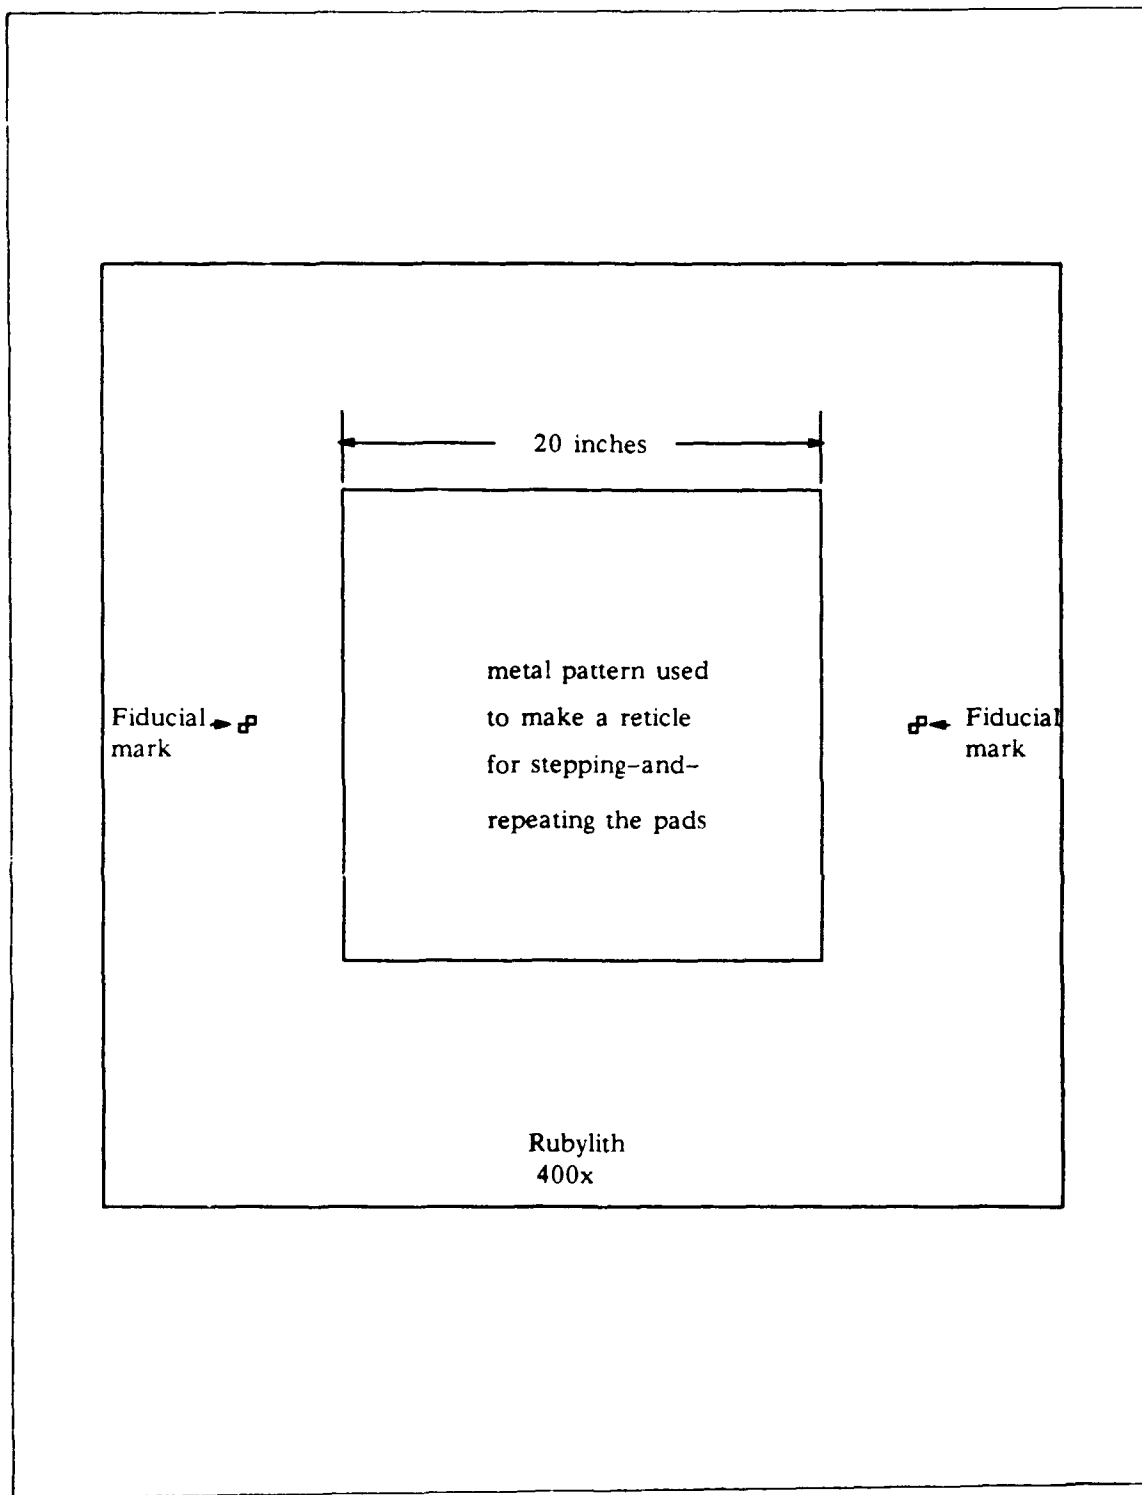 20 inches
metal pattern used
to make a reticle
for stepping-and-
repeating the pads
Fiducial
mark
Fiducial
mark
Rubylith
400x